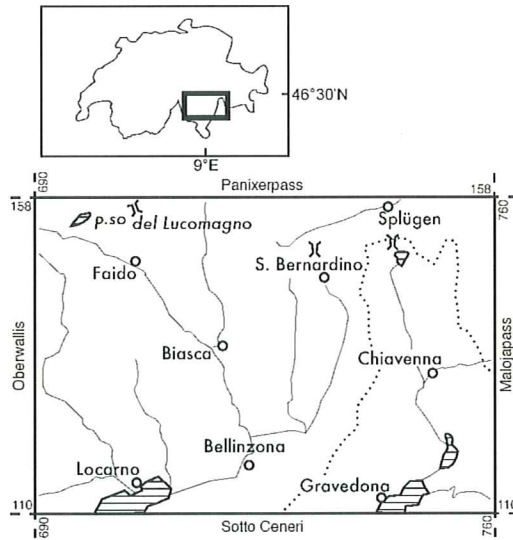 46°30'N
9°E
Panixerpass
690
158
158
760
P.so del Lucomagno
Splügen
Faido
S. Bernardino
Oberwallis
Malojapass
Biasca
Chiavenna
Bellinzona
Locarno
Gravedona
110
110
690
760
Sotto Ceneri